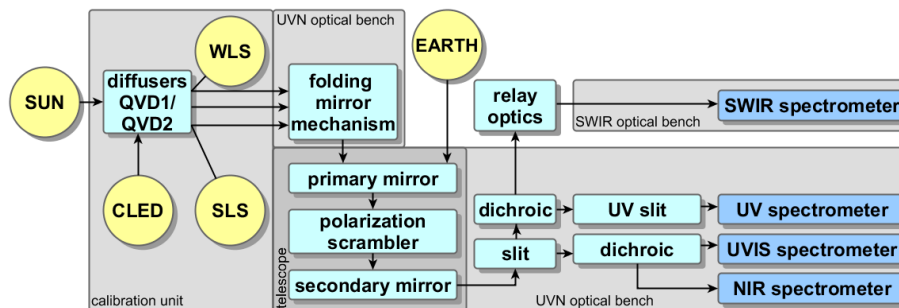 UVN optical bench
WLS
EARTH
diffusers
QVD1/
QVD2
folding
mirror
mechanism
SUN
relay
optics
SWIR spectrometer
SWIR optical bench
primary mirror
CLED
SLS
dichroic
UV slit
UV spectrometer
polarization
scrambler
slit
dichroic
UVIS spectrometer
secondary mirror
NIR spectrometer
calibration unit
telescope
UVN optical bench